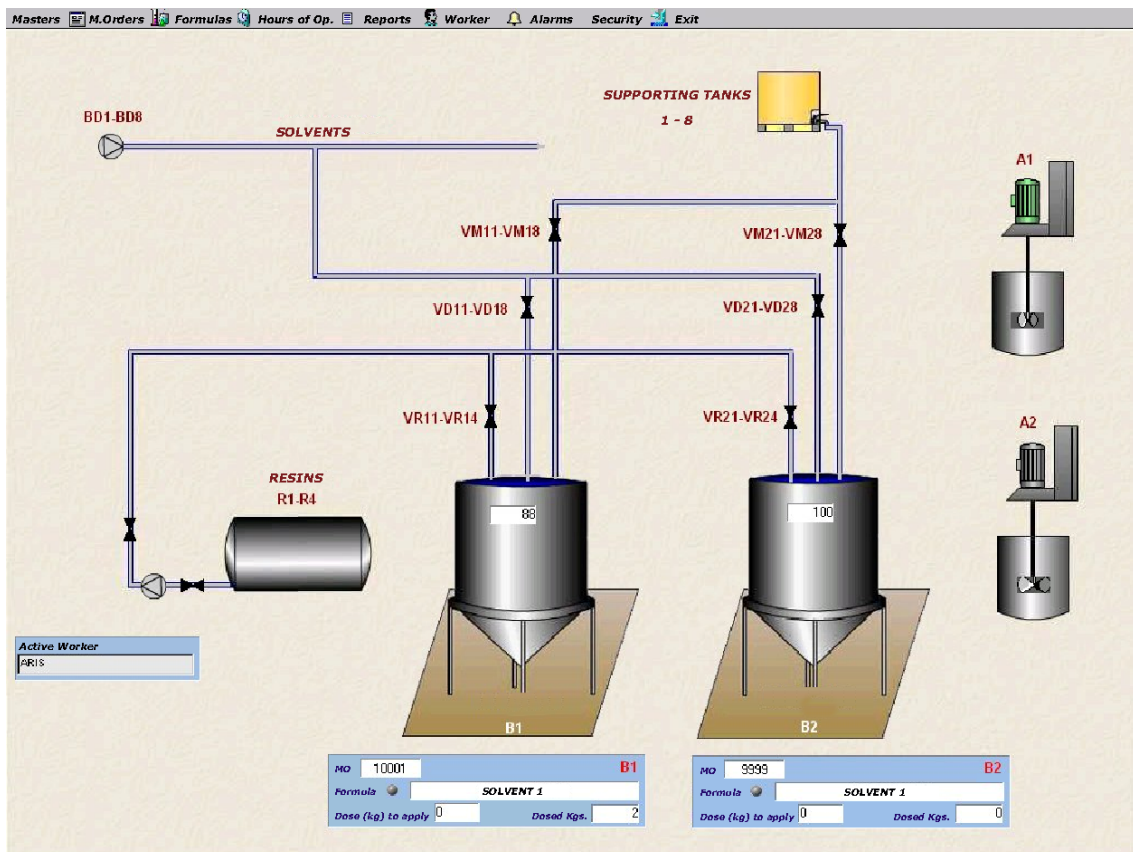 Masters M.Orders Formulas Hours of Op. Reports Worker Alarms Security Exit
SUPPORTING TANKS
1 - 8
BD1-BD8
SOLVENTS
A1
VM11-VM18
VM21-VM28
VD11-VD18
VD21-VD28
VR11-VR14
VR21-VR24
A2
RESINS
R1-R4
88
100
Active Worker
ARIS
B1
B2
MO 10001 B1
Formula SOLVENT 1
Dose (kg) to apply 0 Dosed Kgs. 2
MO 9999 B2
Formula SOLVENT 1
Dose (kg) to apply 0 Dosed Kgs. 0